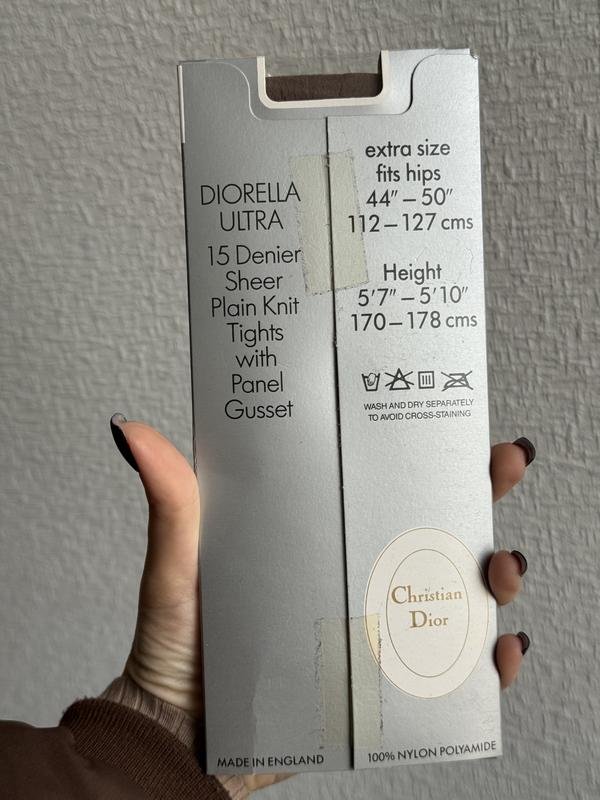 DIORELLA
ULTRA
15 Denier
Sheer
Plain Knit
Tights
with
Panel
Gusset
MADE IN ENGLAND
extra size
fits hips
44” – 50”
112 – 127 cms
Height
5’7” – 5’10”
170 – 178 cms
WASH AND DRY SEPARATELY
TO AVOID CROSS-STAINING
Christian
Dior
100% NYLON POLYAMIDE